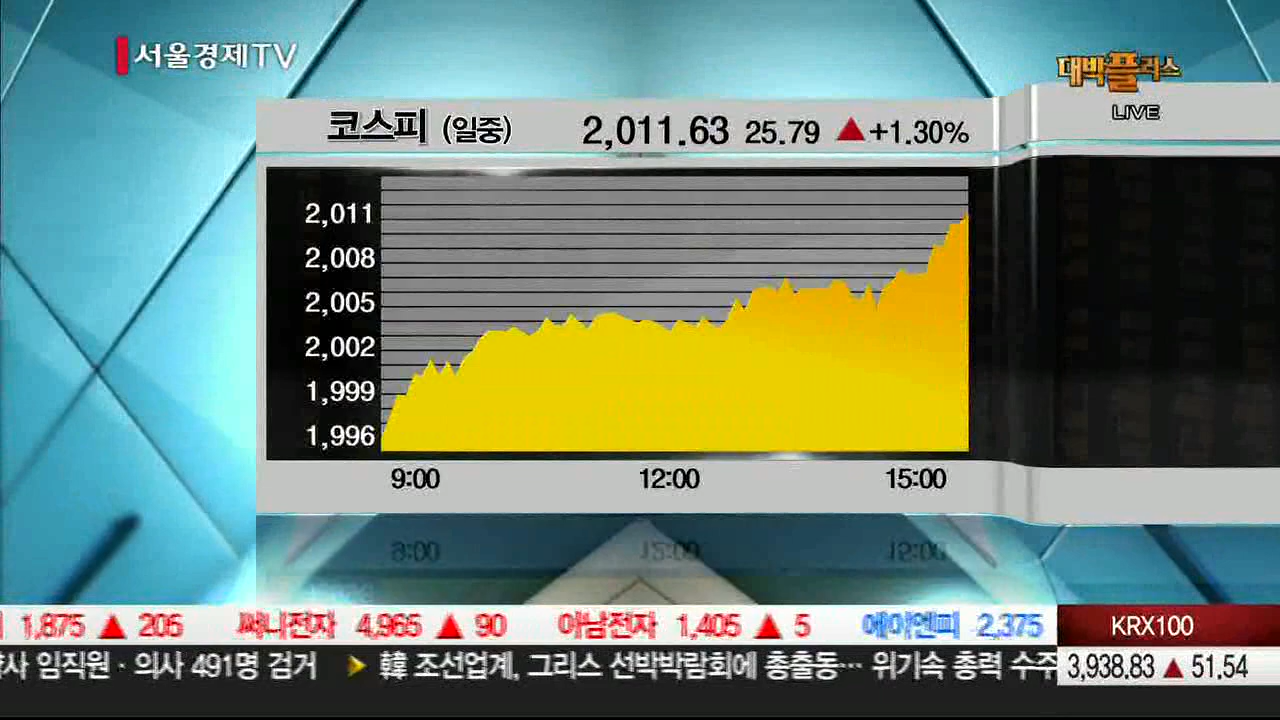 서울경제TV
대박플러스
LIVE
코스피 (일중) 2,011.63 25.79 ▲+1.30%
2,011
2,008
2,005
2,002
1,999
1,996
9:00 12:00 15:00
1,875 ▲ 206 써니전자 4,965 ▲ 90 아남전자 1,405 ▲ 5 에이엔피 2,375
KRX100
임직원·의사 491명 검거 ▶ 韓 조선업계, 그리스 선박박람회에 총출동… 위기속 총력 수주
3,938.83 ▲ 51.54